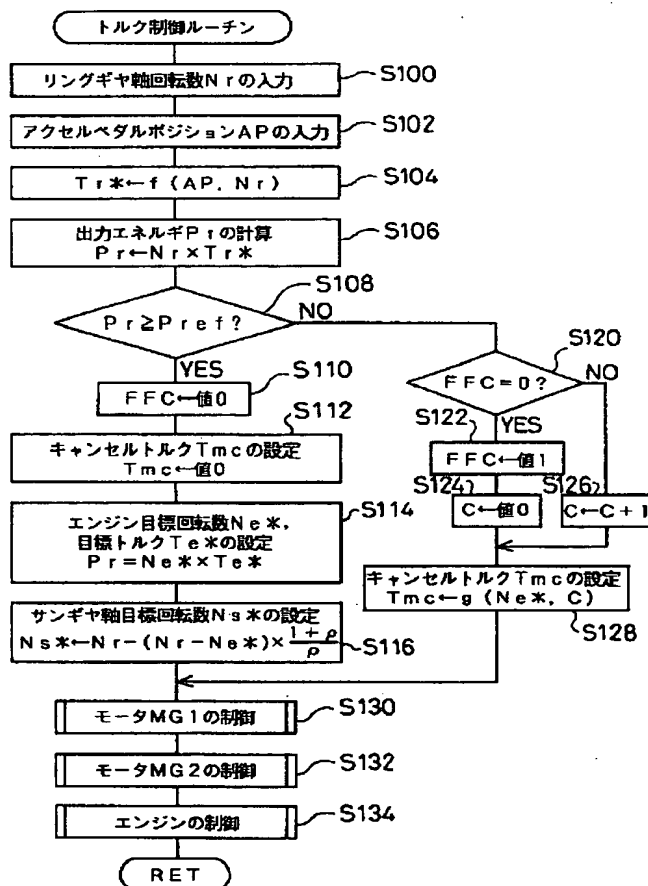 トルク制御ルーチン
リングギヤ軸回転数Nrの入力
S100
アクセルペダルポジションAPの入力
S102
Tr*←f(AP, Nr)
S104
出力エネルギPrの計算
Pr←Nr×Tr*
S106
Pr≧Pref?
S108
NO
YES
FFC←値0
S110
キャンセルトルクTmcの設定
Tmc←値0
S112
エンジン目標回転数Ne*,
目標トルクTe*の設定
Pr=Ne*×Te*
S114
サンギヤ軸目標回転数Ns*の設定
Ns*←Nr-(Nr-Ne*)×(1+ρ)/ρ
S116
FFC=0?
S120
NO
YES
S122
FFC←値1
S124
C←値0
S126
C←C+1
キャンセルトルクTmcの設定
Tmc←g(Ne*, C)
S128
モータMG1の制御
S130
モータMG2の制御
S132
エンジンの制御
S134
RET